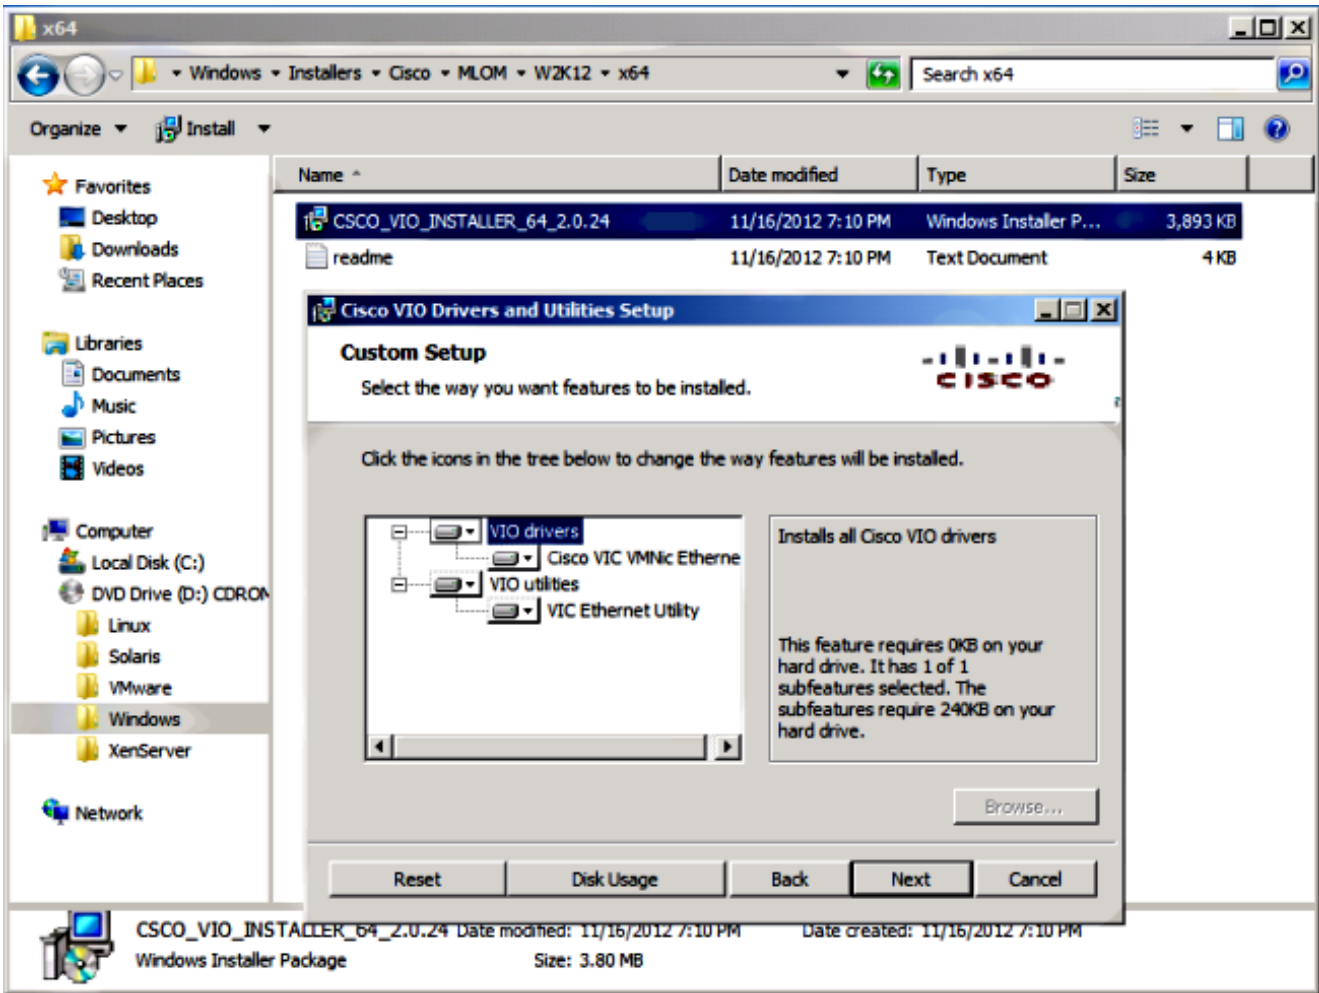 x64
Windows Installers Cisco MLOM W2K12 x64
Search x64
Organize Install
Name Date modified Type Size
Favorites
Desktop
Downloads
Recent Places
Libraries
Documents
Music
Pictures
Videos
Computer
Local Disk (C:)
DVD Drive (D:) CDROM
Linux
Solaris
VMware
Windows
XenServer
Network
CSCO_VIO_INSTALLER_64_2.0.24 11/16/2012 7:10 PM Windows Installer P... 3,893 KB
readme 11/16/2012 7:10 PM Text Document 4 KB
Cisco VIO Drivers and Utilities Setup
Custom Setup
Select the way you want features to be installed.
CISCO
Click the icons in the tree below to change the way features will be installed.
VIO drivers
Cisco VIC VMNic Etherne
VIO utilities
VIC Ethernet Utility
Installs all Cisco VIO drivers
This feature requires 0KB on your
hard drive. It has 1 of 1
subfeatures selected. The
subfeatures require 240KB on your
hard drive.
Browse...
Reset Disk Usage Back Next Cancel
CSCO_VIO_INSTALLER_64_2.0.24 Date modified: 11/16/2012 7:10 PM Date created: 11/16/2012 7:10 PM
Windows Installer Package Size: 3.80 MB